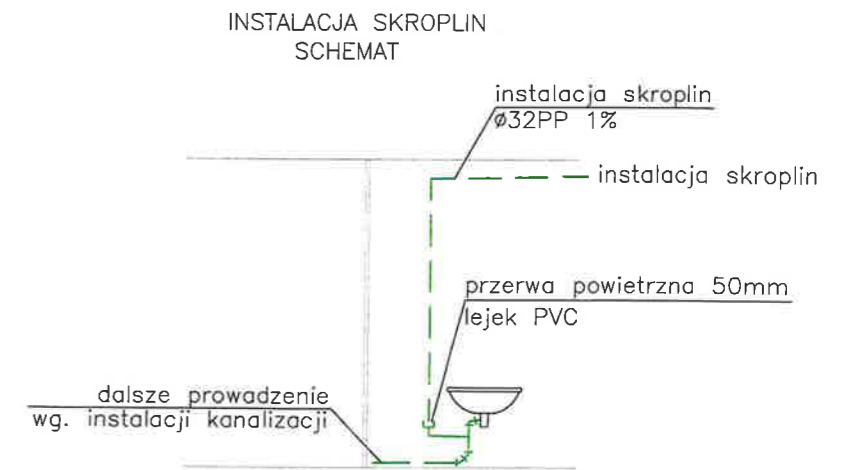 INSTALACJA SKROPLIN
SCHEMAT
instalacja skroplin
ø32PP 1%
instalacja skroplin
przerwa powietrzna 50mm
lejek PVC
dalsze prowadzenie
wg. instalacji kanalizacji